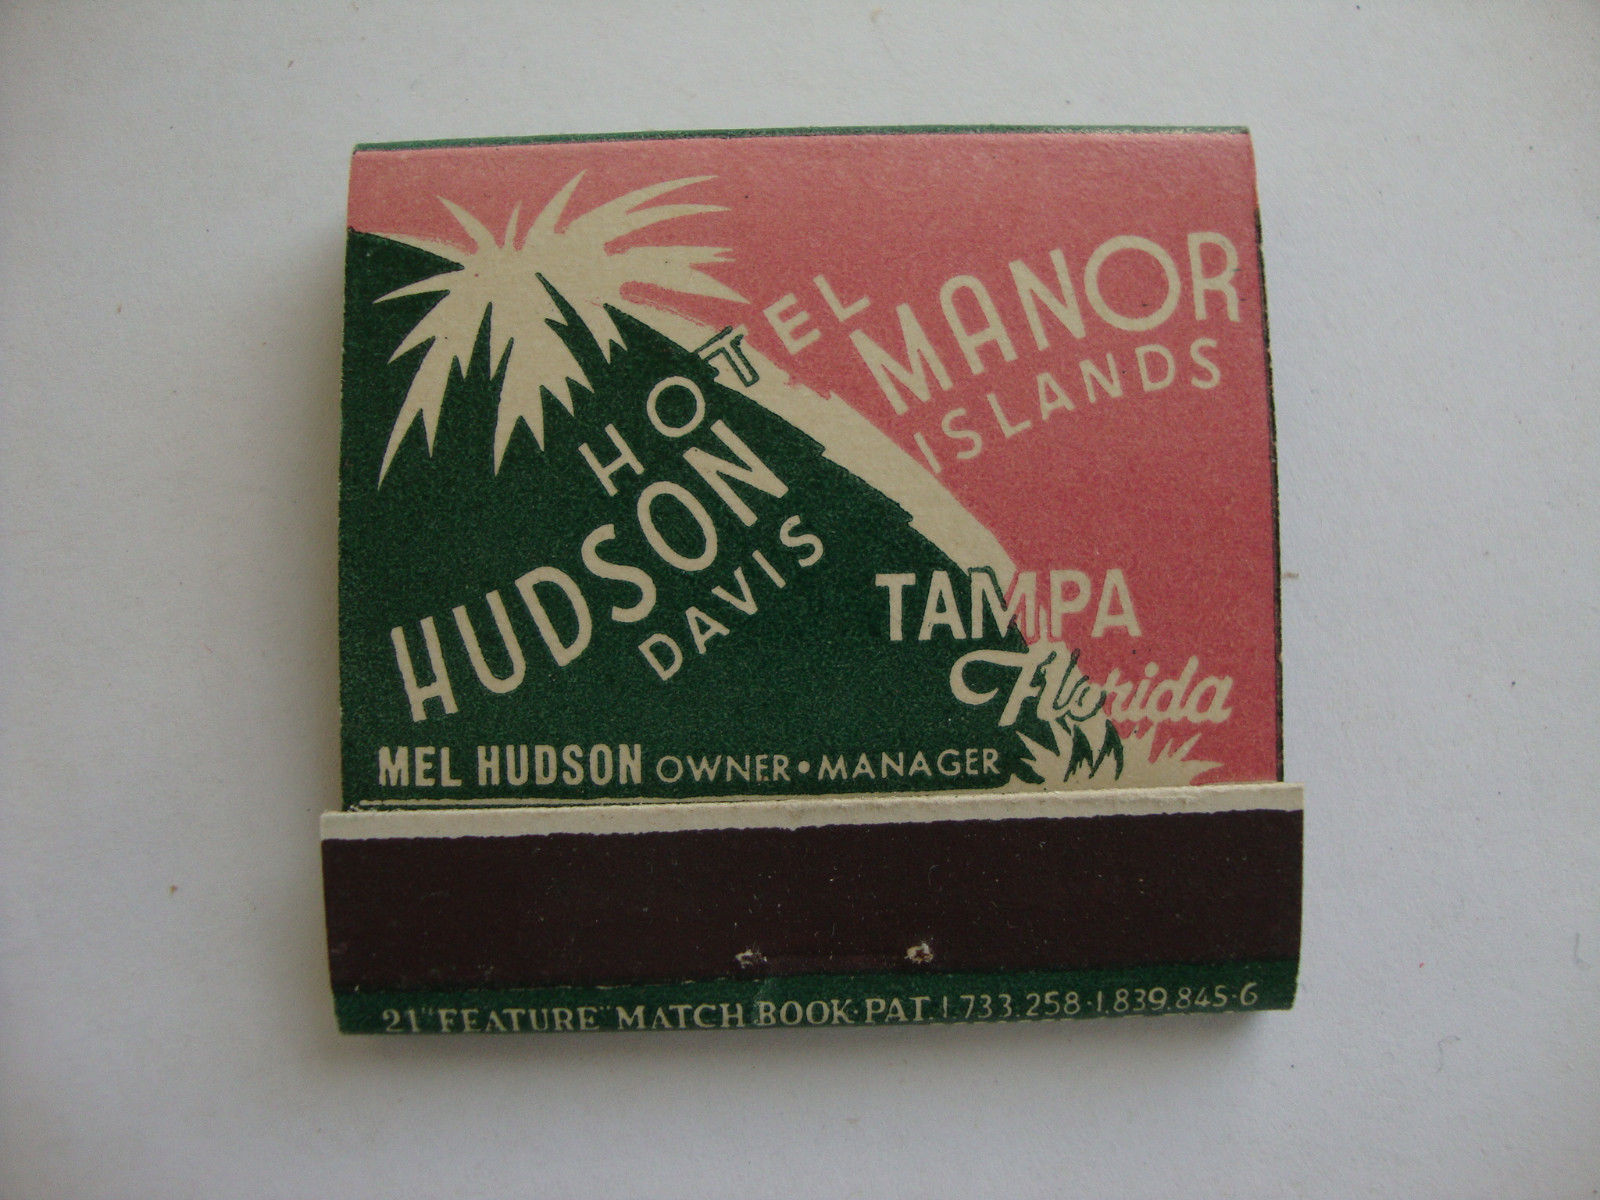 HOTEL
HUDSON MANOR
DAVIS ISLANDS
TAMPA
Florida
MEL HUDSON OWNER • MANAGER
21 "FEATURE" MATCH BOOK · PAT. 1.733.258 · 1.839.845-6